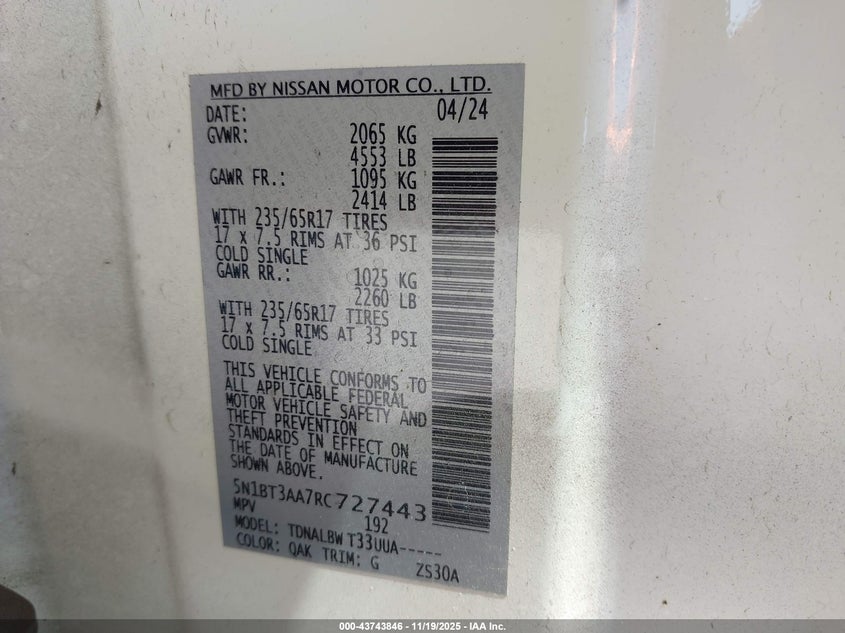 MFD BY NISSAN MOTOR CO., LTD.
DATE: 04/24
GVWR: 2065 KG
4553 LB
GAWR FR.: 1095 KG
2414 LB
WITH 235/65R17 TIRES
17 x 7.5 RIMS AT 36 PSI
COLD SINGLE
GAWR RR.: 1025 KG
2260 LB
WITH 235/65R17 TIRES
17 x 7.5 RIMS AT 33 PSI
COLD SINGLE
THIS VEHICLE CONFORMS TO
ALL APPLICABLE FEDERAL
MOTOR VEHICLE SAFETY AND
THEFT PREVENTION
STANDARDS IN EFFECT ON
THE DATE OF MANUFACTURE
SHOWN ABOVE.
5N1BT3AA7RC727443
MPV 192
MODEL: TDNALBW T33UUA-----
COLOR: QAK TRIM: G ZS30A
000-43743846 - 11/19/2025 - IAA Inc.